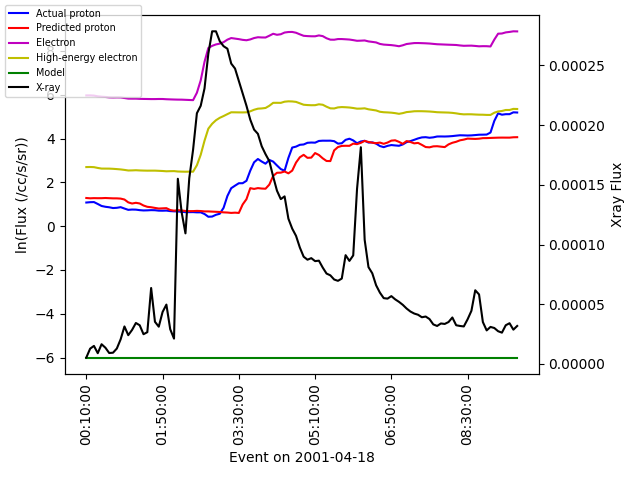 Actual proton
Predicted proton
Electron
High-energy electron
Model
X-ray
6
4
2
0
−2
−4
−6
ln(Flux (/cc/s/sr))
0.00025
0.00020
0.00015
0.00010
0.00005
0.00000
Xray Flux
00:10:00
01:50:00
03:30:00
05:10:00
06:50:00
08:30:00
Event on 2001-04-18